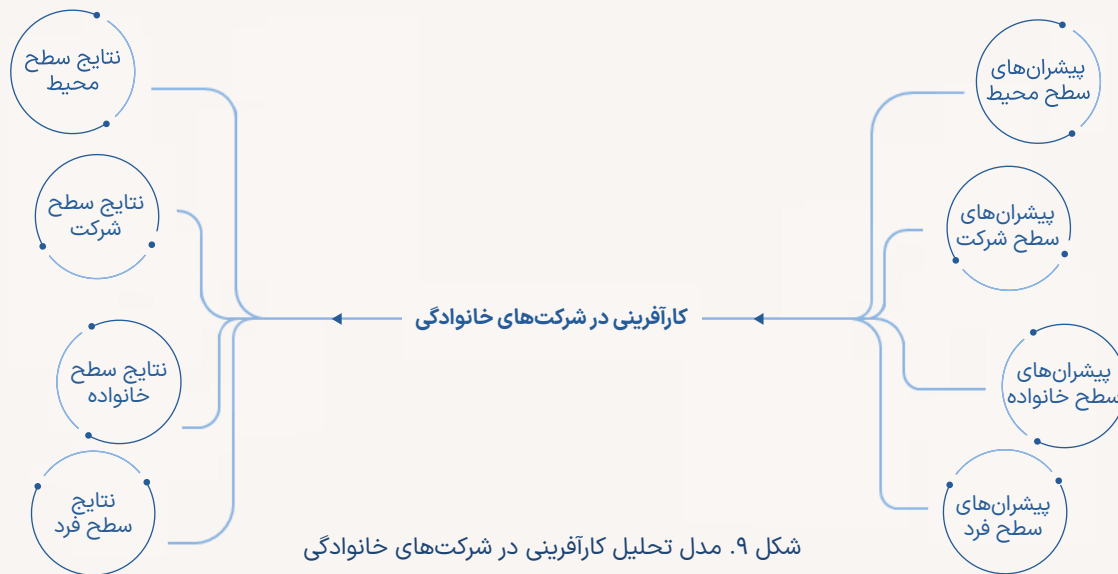 پیشران‌های
سطح محیط
پیشران‌های
سطح شرکت
پیشران‌های
سطح خانواده
پیشران‌های
سطح فرد
کارآفرینی در شرکت‌های خانوادگی
نتایج سطح
محیط
نتایج سطح
شرکت
نتایج سطح
خانواده
نتایج
سطح فرد
شکل ۹. مدل تحلیل کارآفرینی در شرکت‌های خانوادگی